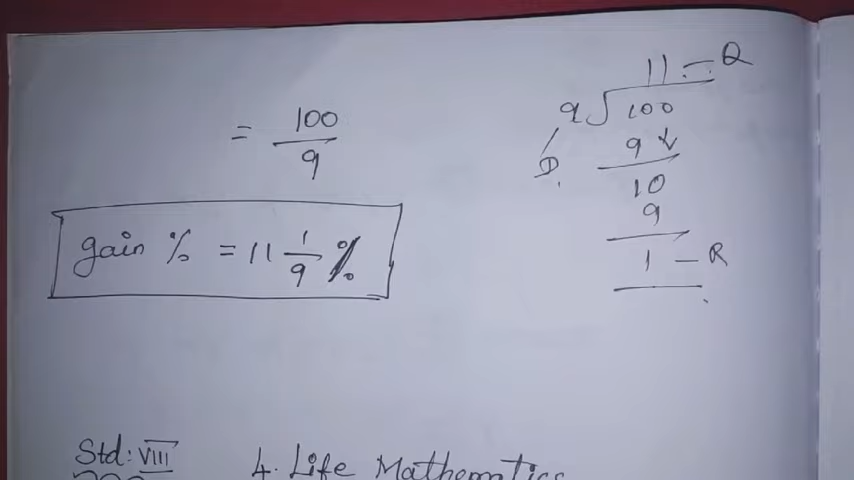 = 100/9
gain % = 11 1/9 %
11 — Q
9 ) 100
D. 9 ↓
10
9
1 — R
Std: VIII 4. Life Mathematics